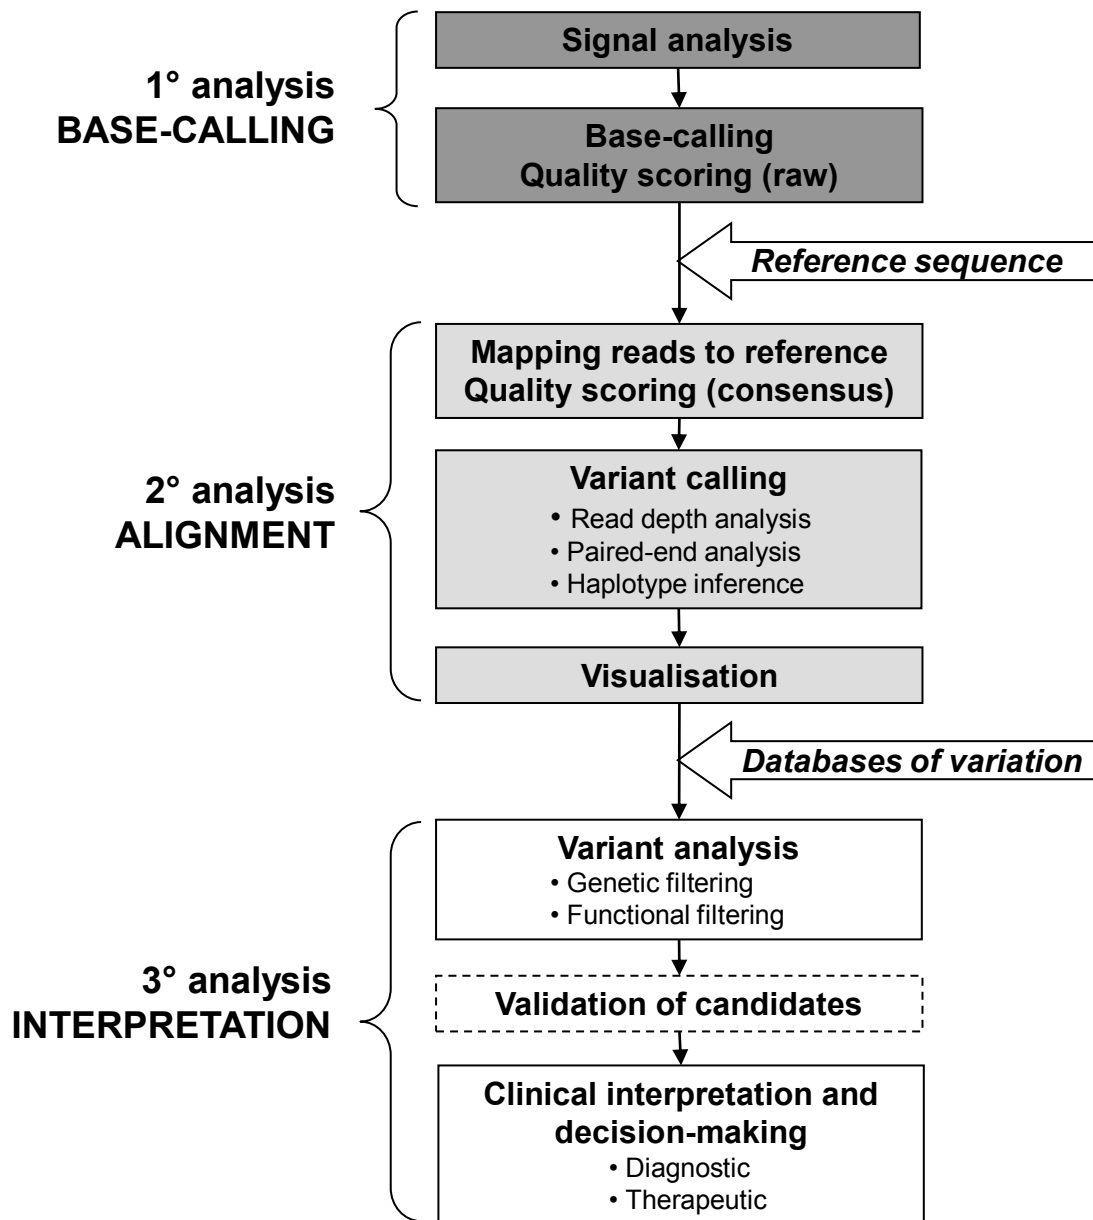 Signal analysis
1° analysis
BASE-CALLING
Base-calling
Quality scoring (raw)
Reference sequence
Mapping reads to reference
Quality scoring (consensus)
2° analysis
ALIGNMENT
Variant calling
• Read depth analysis
• Paired-end analysis
• Haplotype inference
Visualisation
Databases of variation
Variant analysis
• Genetic filtering
• Functional filtering
3° analysis
INTERPRETATION
Validation of candidates
Clinical interpretation and
decision-making
• Diagnostic
• Therapeutic